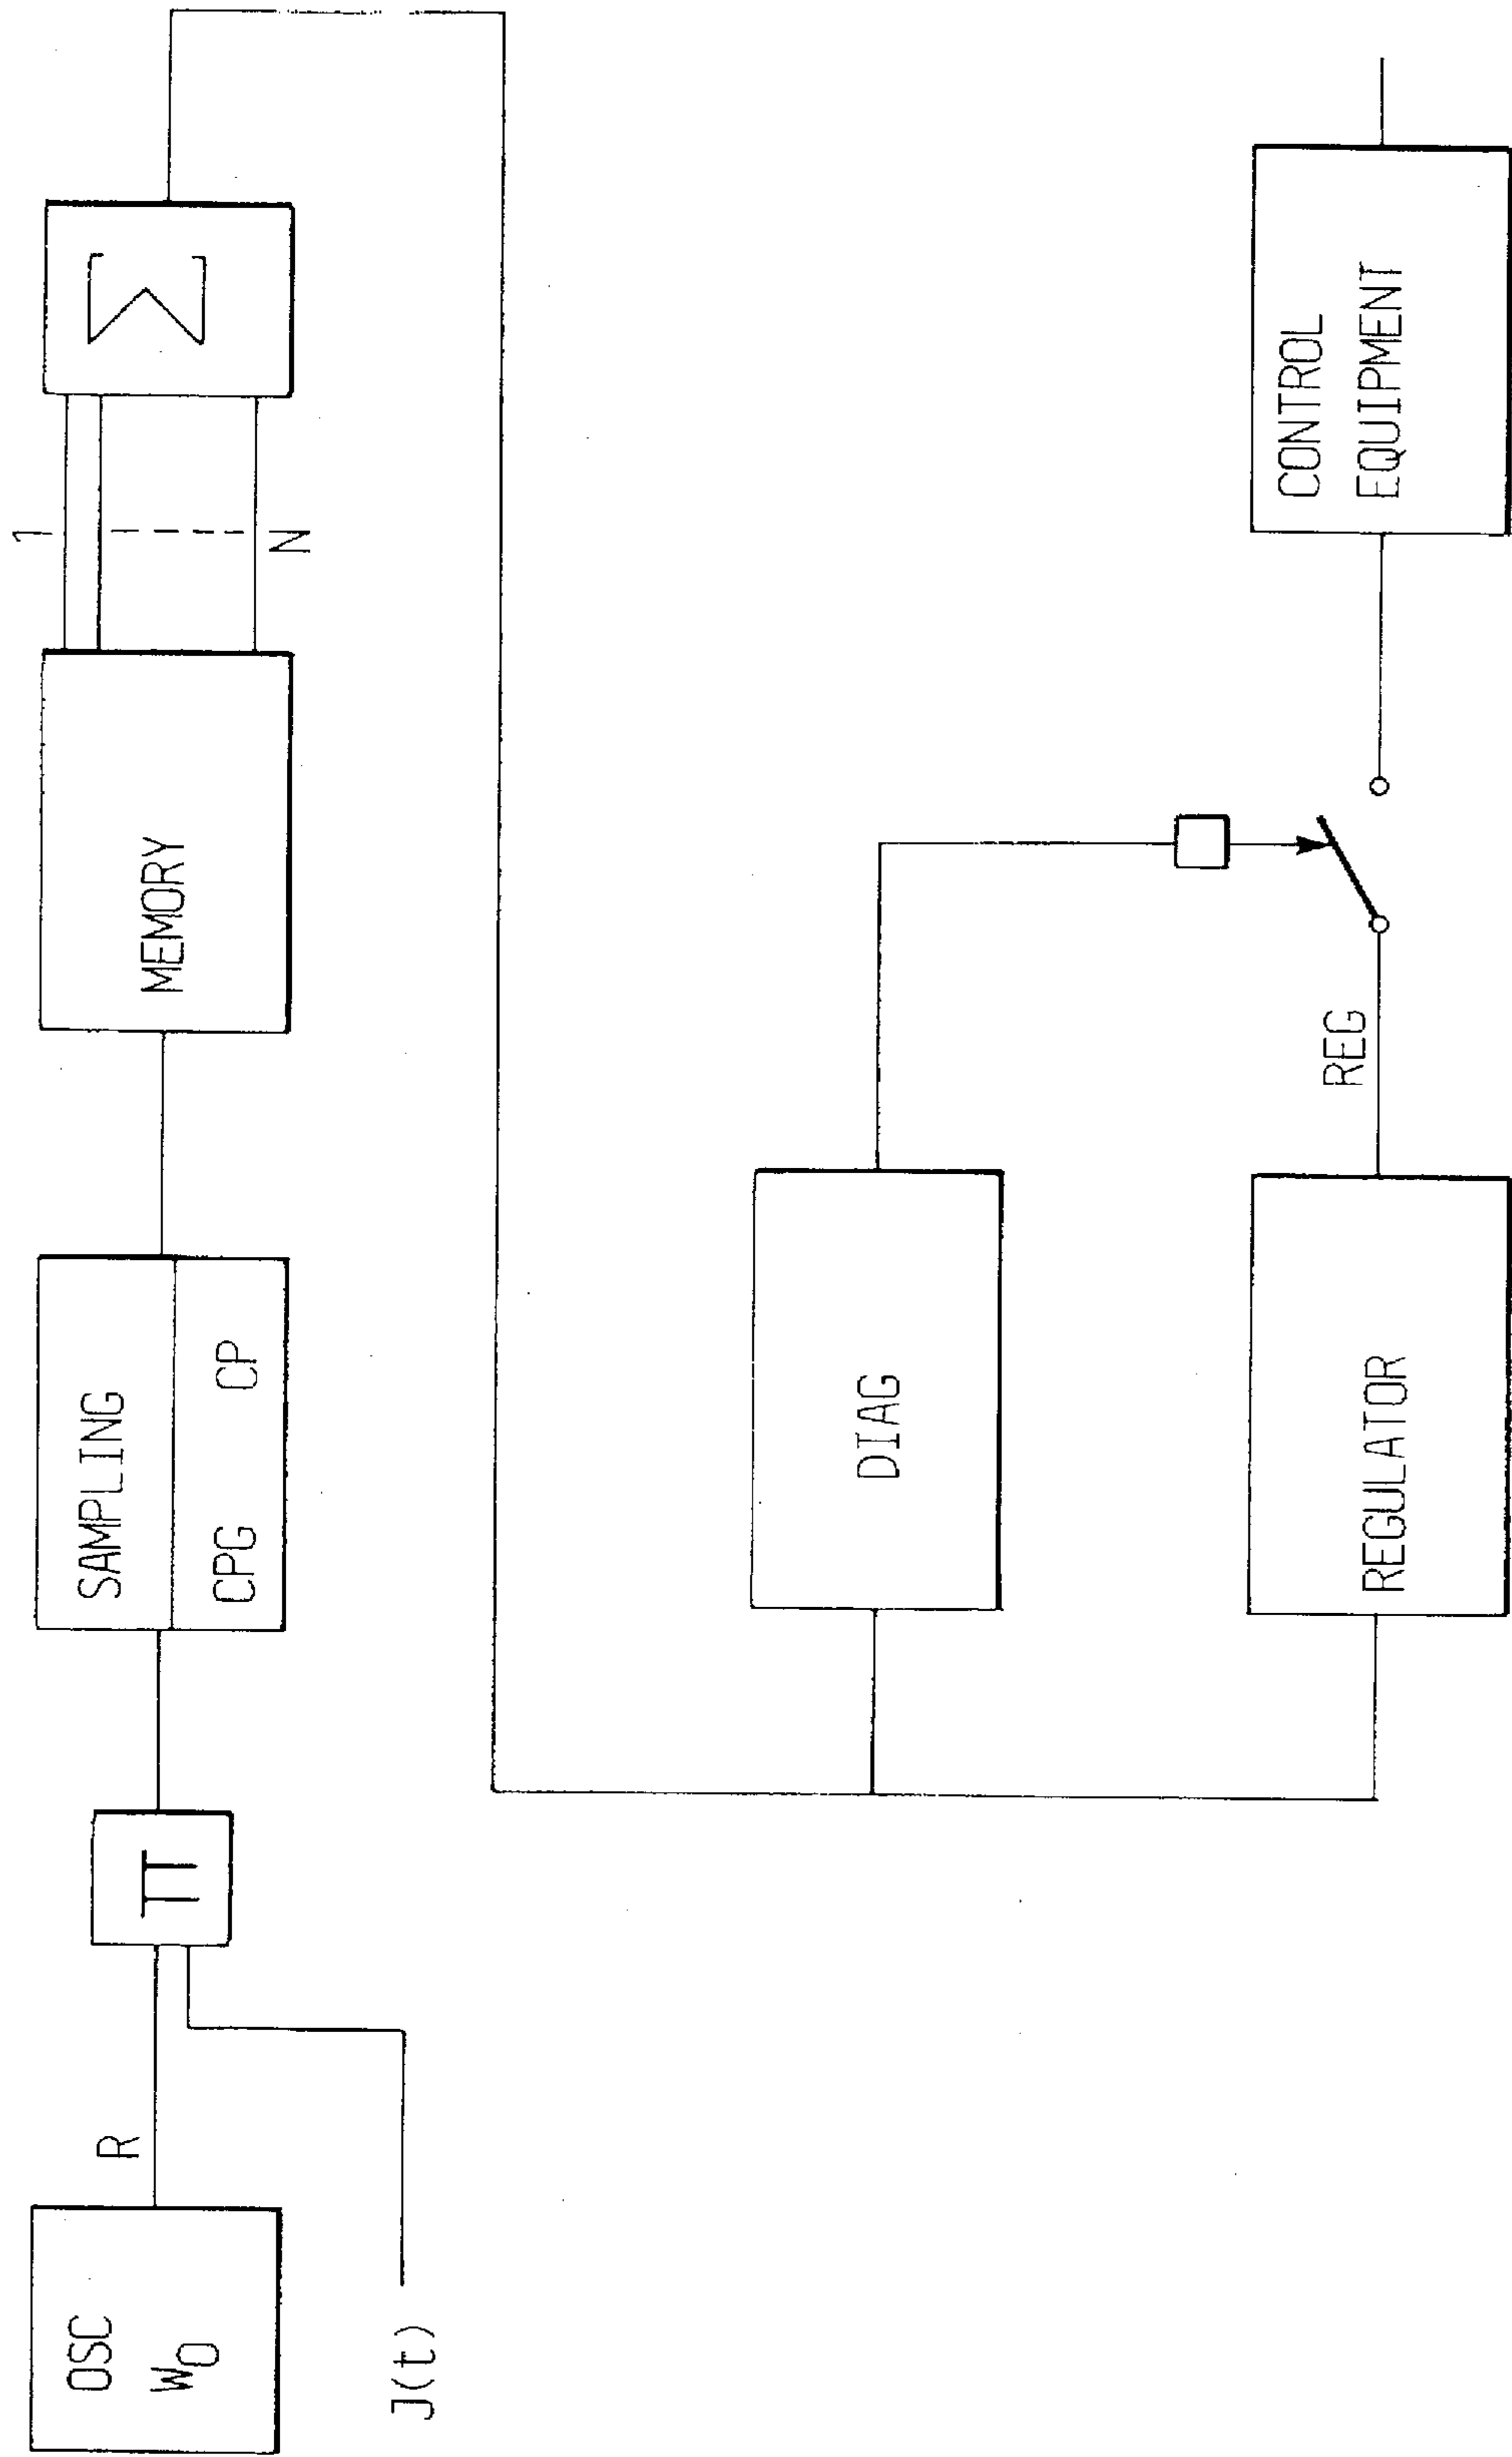 OSC
W0
R
J(t)
π
SAMPLING
CPG CP
MEMORY
1
N
Σ
DIAG
REGULATOR
REG
CONTROL
EQUIPMENT